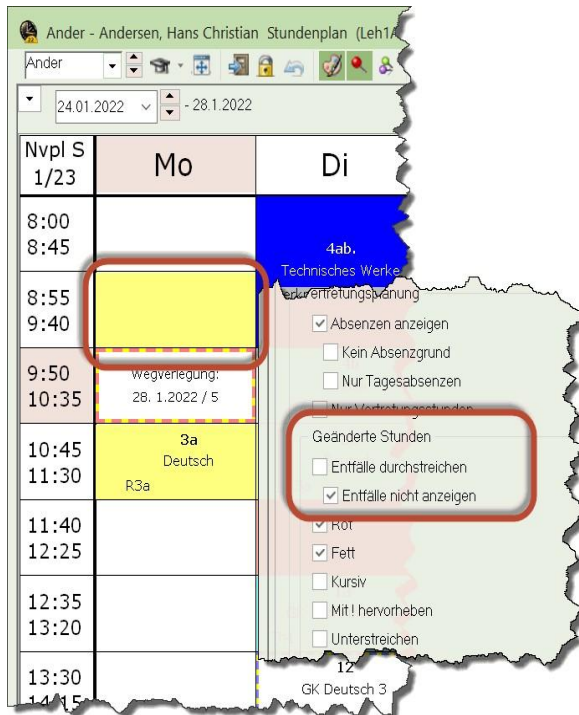 Ander - Andersen, Hans Christian Stundenplan (Leh1A
Ander
24.01.2022 - 28.1.2022
Nvpl S
1/23
Mo
Di
8:00
8:45
4ab.
Technisches Werke
8:55
9:40
9:50
10:35
Wegverlegung:
28. 1.2022 / 5
10:45
11:30
3a
Deutsch
R3a
11:40
12:25
12:35
13:20
13:30
14:15
12
GK Deutsch 3
Absenzen anzeigen
Kein Absenzgrund
Nur Tagesabsenzen
Nur Vertretungsstunden
Geänderte Stunden
Entfälle durchstreichen
Entfälle nicht anzeigen
Rot
Fett
Kursiv
Mit ! hervorheben
Unterstreichen